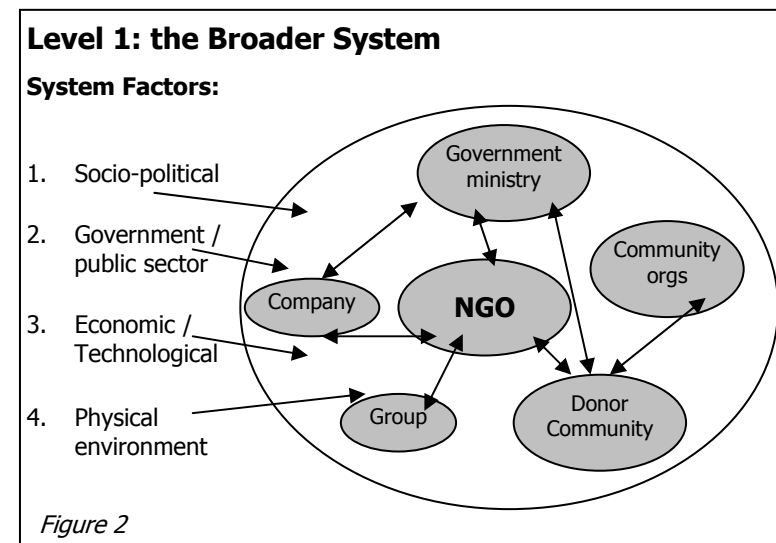 Level 1: the Broader System
System Factors:
1. Socio-political
2. Government /
public sector
3. Economic /
Technological
4. Physical
environment
Government
ministry
Community
orgs
Company
NGO
Group
Donor
Community
Figure 2